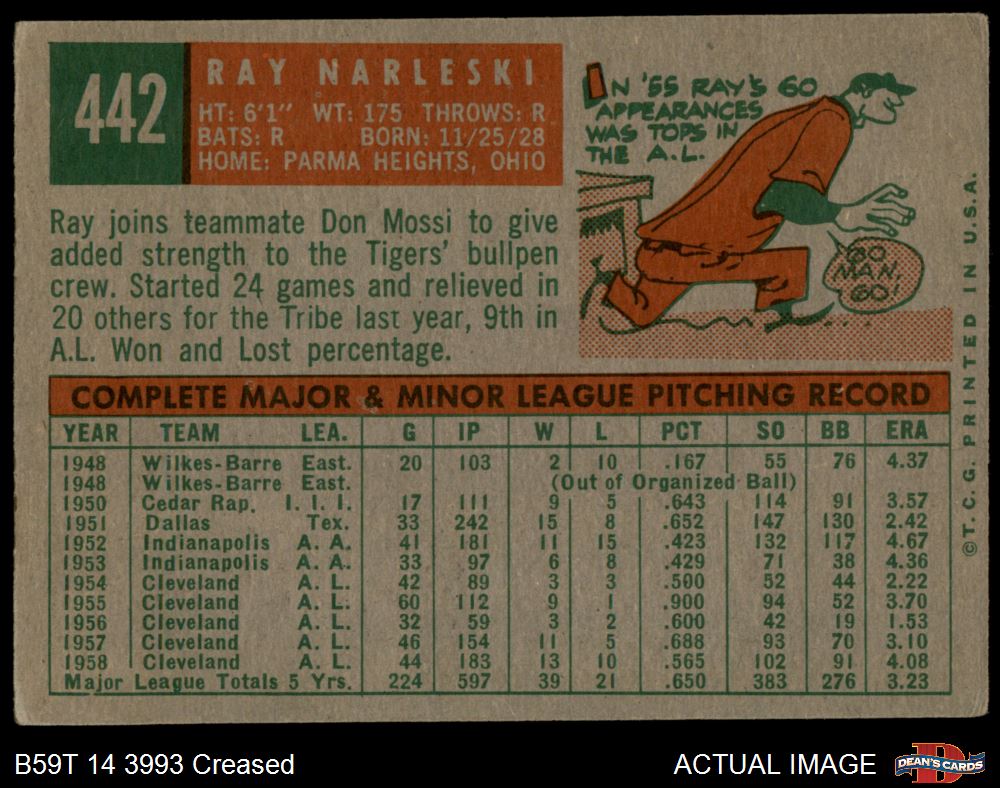 442
RAY NARLESKI
HT: 6'1" WT: 175 THROWS: R
BATS: R BORN: 11/25/28
HOME: PARMA HEIGHTS, OHIO
IN '55 RAY'S 60
APPEARANCES
WAS TOPS IN
THE A.L.
GO
MAN,
GO!
Ray joins teammate Don Mossi to give
added strength to the Tigers' bullpen
crew. Started 24 games and relieved in
20 others for the Tribe last year, 9th in
A.L. Won and Lost percentage.
COMPLETE MAJOR & MINOR LEAGUE PITCHING RECORD
YEAR TEAM LEA. G IP W L PCT SO BB ERA
1948 Wilkes-Barre East. 20 103 2 10 .167 55 76 4.37
1948 Wilkes-Barre East. (Out of Organized Ball)
1950 Cedar Rap. I. I. I. 17 111 9 5 .643 114 91 3.57
1951 Dallas Tex. 33 242 15 8 .652 147 130 2.42
1952 Indianapolis A. A. 41 181 11 15 .423 132 117 4.67
1953 Indianapolis A. A. 33 97 6 8 .429 71 38 4.36
1954 Cleveland A. L. 42 89 3 3 .500 52 44 2.22
1955 Cleveland A. L. 60 112 9 1 .900 94 52 3.70
1956 Cleveland A. L. 32 59 3 2 .600 42 19 1.53
1957 Cleveland A. L. 46 154 11 5 .688 93 70 3.10
1958 Cleveland A. L. 44 183 13 10 .565 102 91 4.08
Major League Totals 5 Yrs. 224 597 39 21 .650 383 276 3.23
© T. C. G. PRINTED IN U.S.A.
B59T 14 3993 Creased
ACTUAL IMAGE
D
DEAN'S CARDS